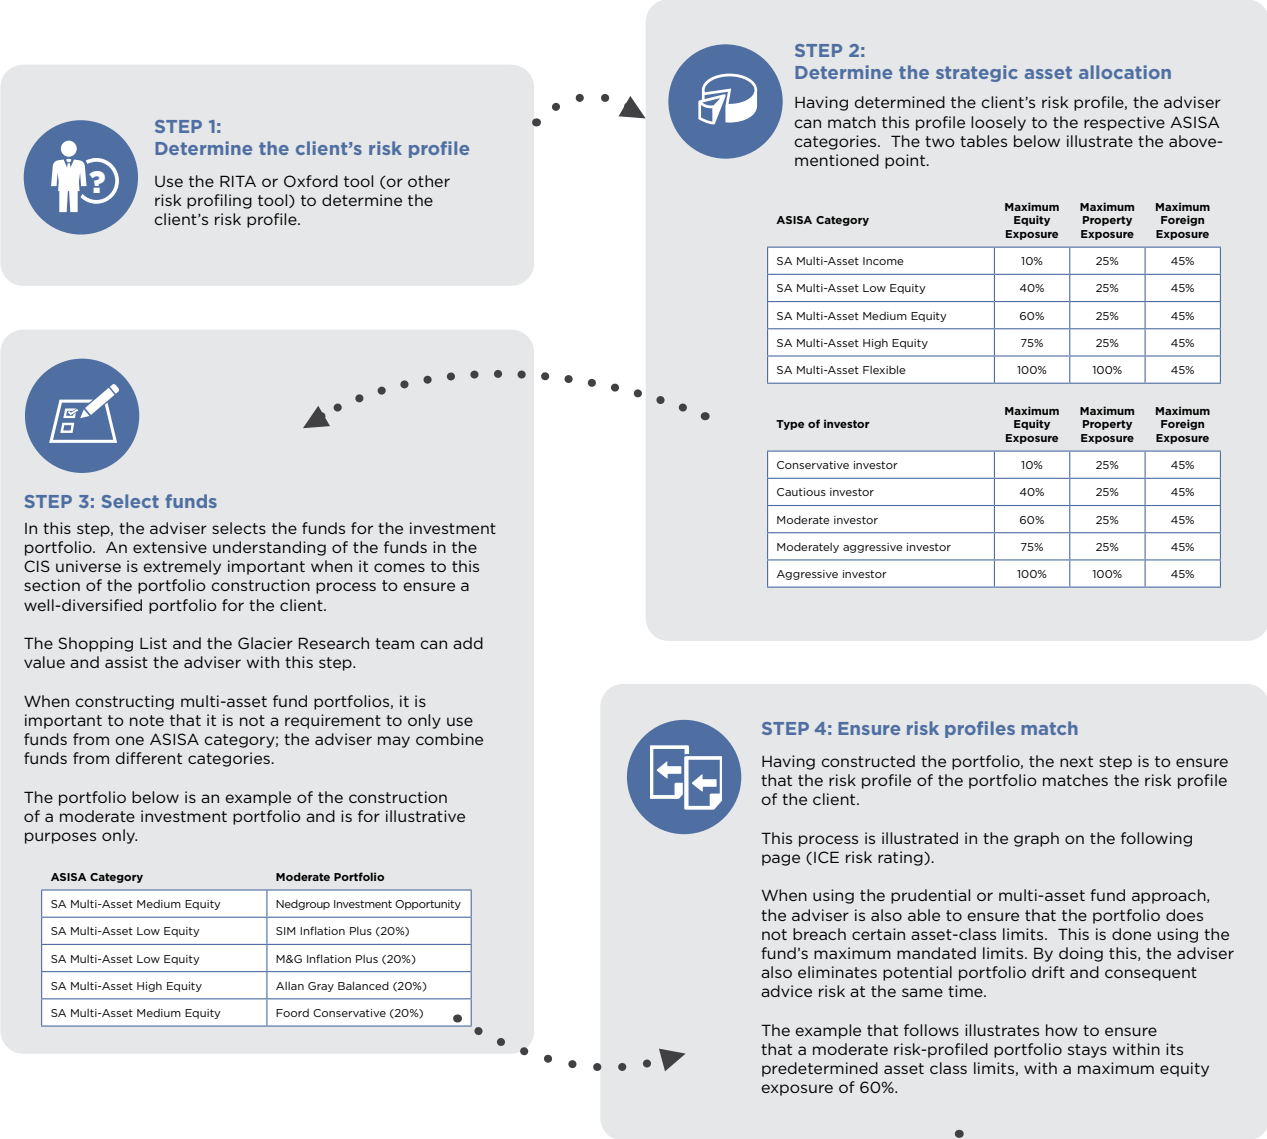 STEP 1:
Determine the client's risk profile
Use the RITA or Oxford tool (or other
risk profiling tool) to determine the
client's risk profile.
STEP 2:
Determine the strategic asset allocation
Having determined the client's risk profile, the adviser
can match this profile loosely to the respective ASISA
categories. The two tables below illustrate the above-
mentioned point.
ASISA Category Maximum Equity Exposure Maximum Property Exposure Maximum Foreign Exposure
SA Multi-Asset Income 10% 25% 45%
SA Multi-Asset Low Equity 40% 25% 45%
SA Multi-Asset Medium Equity 60% 25% 45%
SA Multi-Asset High Equity 75% 25% 45%
SA Multi-Asset Flexible 100% 100% 45%
Type of investor Maximum Equity Exposure Maximum Property Exposure Maximum Foreign Exposure
Conservative investor 10% 25% 45%
Cautious investor 40% 25% 45%
Moderate investor 60% 25% 45%
Moderately aggressive investor 75% 25% 45%
Aggressive investor 100% 100% 45%
STEP 3: Select funds
In this step, the adviser selects the funds for the investment
portfolio. An extensive understanding of the funds in the
CIS universe is extremely important when it comes to this
section of the portfolio construction process to ensure a
well-diversified portfolio for the client.
The Shopping List and the Glacier Research team can add
value and assist the adviser with this step.
When constructing multi-asset fund portfolios, it is
important to note that it is not a requirement to only use
funds from one ASISA category; the adviser may combine
funds from different categories.
The portfolio below is an example of the construction
of a moderate investment portfolio and is for illustrative
purposes only.
ASISA Category Moderate Portfolio
SA Multi-Asset Medium Equity Nedgroup Investment Opportunity
SA Multi-Asset Low Equity SIM Inflation Plus (20%)
SA Multi-Asset Low Equity M&G Inflation Plus (20%)
SA Multi-Asset High Equity Allan Gray Balanced (20%)
SA Multi-Asset Medium Equity Foord Conservative (20%)
STEP 4: Ensure risk profiles match
Having constructed the portfolio, the next step is to ensure
that the risk profile of the portfolio matches the risk profile
of the client.
This process is illustrated in the graph on the following
page (ICE risk rating).
When using the prudential or multi-asset fund approach,
the adviser is also able to ensure that the portfolio does
not breach certain asset-class limits. This is done using the
fund's maximum mandated limits. By doing this, the adviser
also eliminates potential portfolio drift and consequent
advice risk at the same time.
The example that follows illustrates how to ensure
that a moderate risk-profiled portfolio stays within its
predetermined asset class limits, with a maximum equity
exposure of 60%.